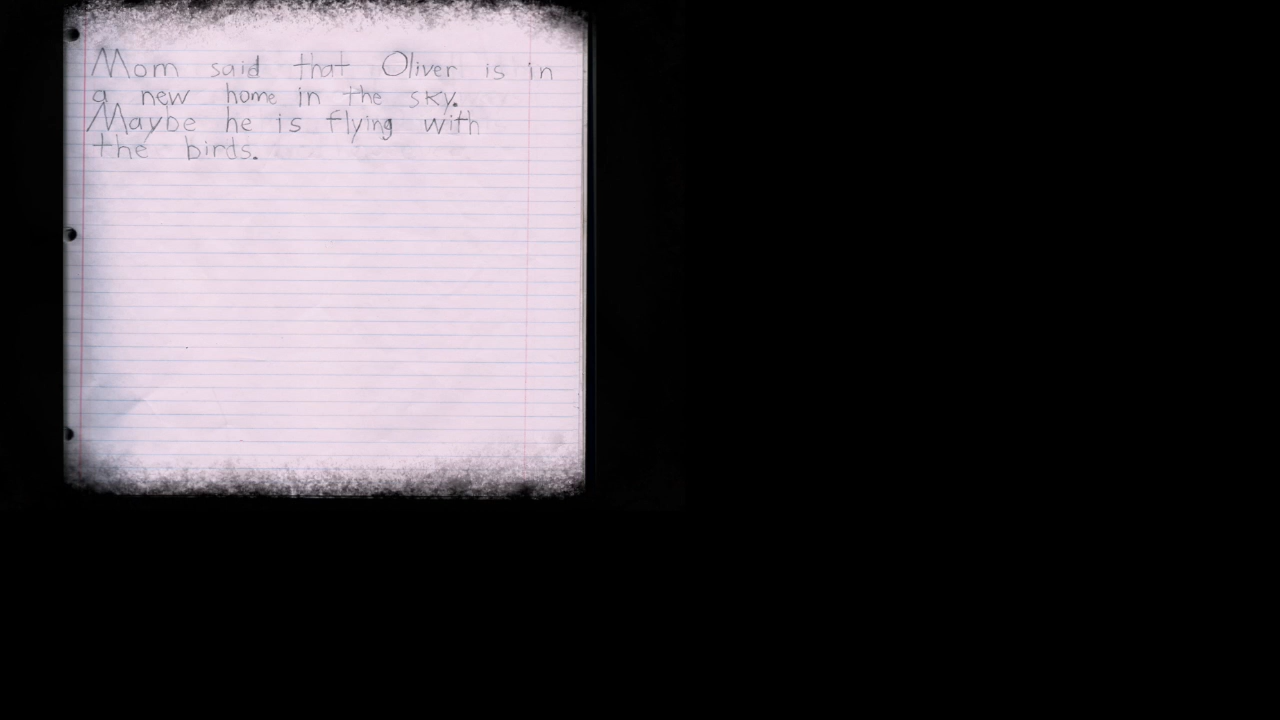 Mom said that Oliver is in
a new home in the sky.
Maybe he is flying with
the birds.